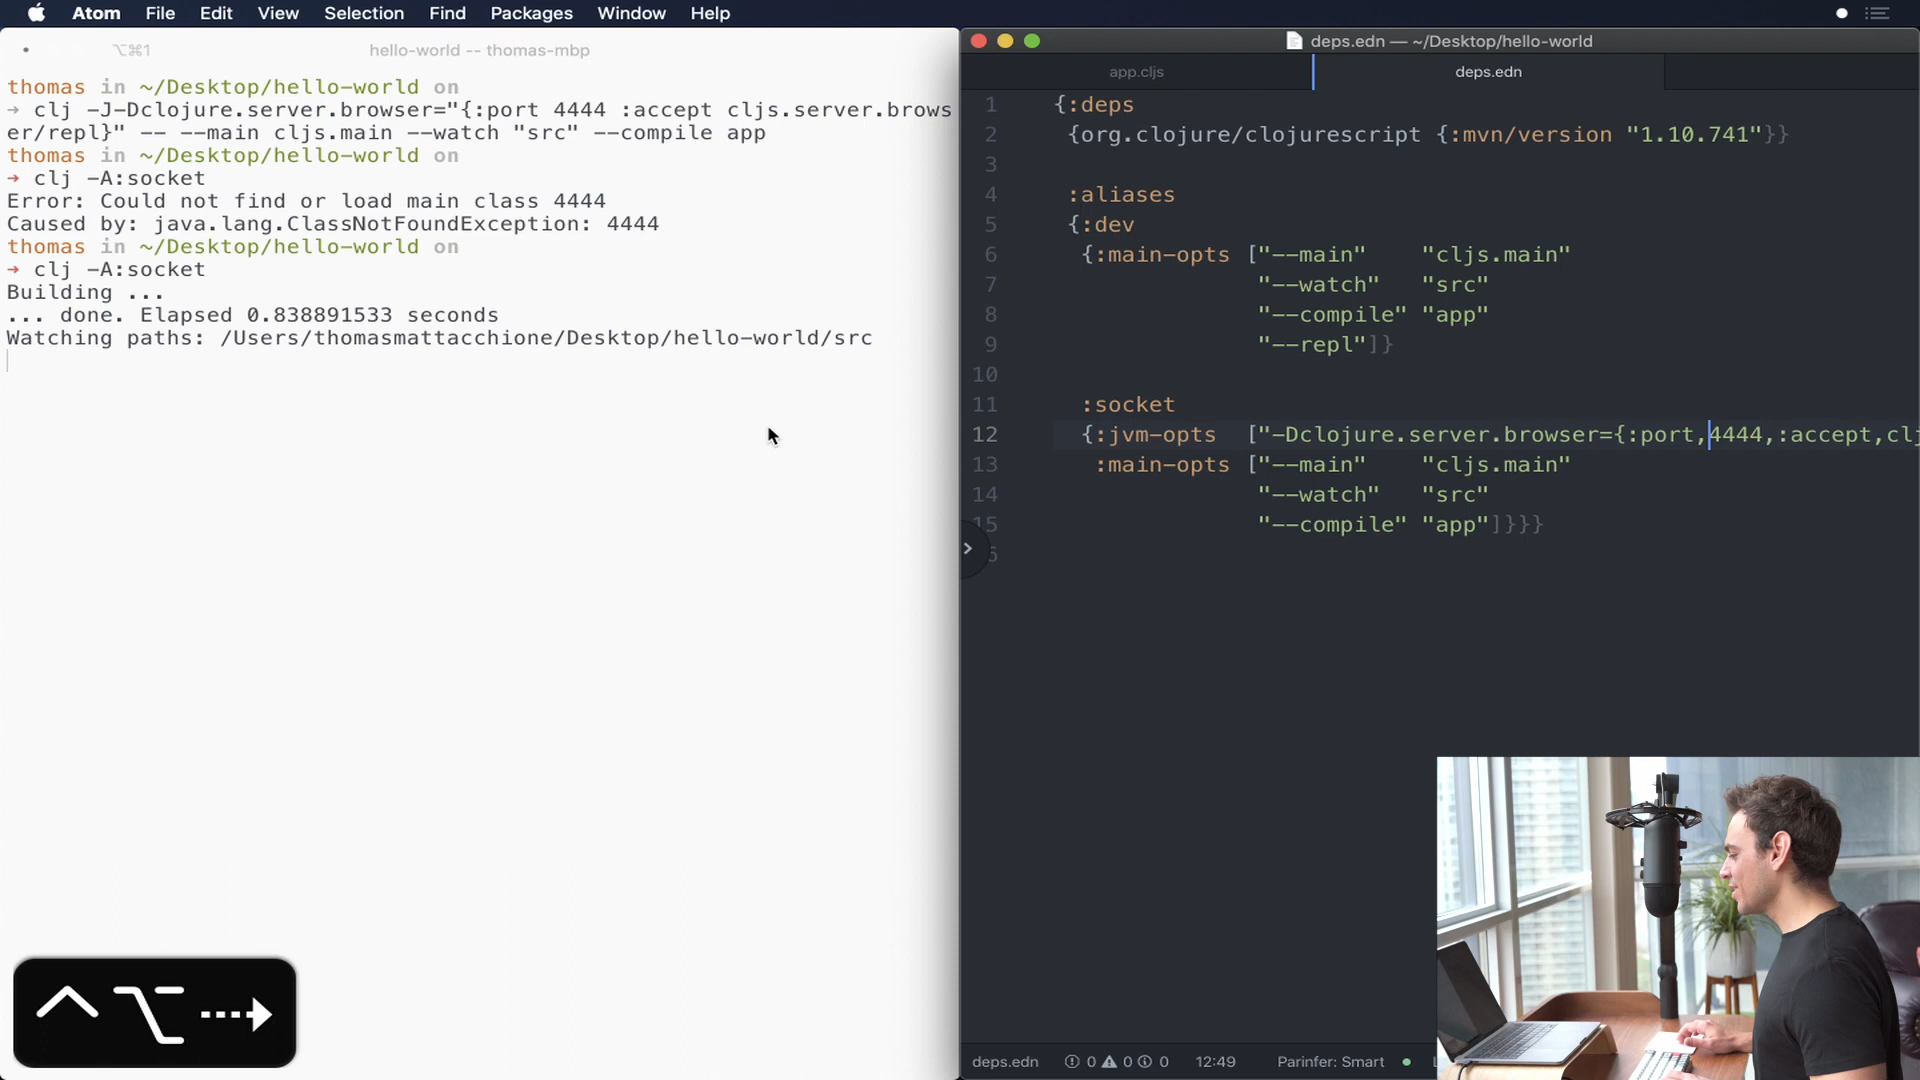 Atom File Edit View Selection Find Packages Window Help
⌥⌘1 hello-world -- thomas-mbp
thomas in ~/Desktop/hello-world on
→ clj -J-Dclojure.server.browser="{:port 4444 :accept cljs.server.brows
er/repl}" -- --main cljs.main --watch "src" --compile app
thomas in ~/Desktop/hello-world on
→ clj -A:socket
Error: Could not find or load main class 4444
Caused by: java.lang.ClassNotFoundException: 4444
thomas in ~/Desktop/hello-world on
→ clj -A:socket
Building ...
... done. Elapsed 0.838891533 seconds
Watching paths: /Users/thomasmattacchione/Desktop/hello-world/src
deps.edn — ~/Desktop/hello-world
app.cljs deps.edn
1 {:deps
2 {org.clojure/clojurescript {:mvn/version "1.10.741"}}
3
4 :aliases
5 {:dev
6 {:main-opts ["--main" "cljs.main"
7 "--watch" "src"
8 "--compile" "app"
9 "--repl"]}
10
11 :socket
12 {:jvm-opts ["-Dclojure.server.browser={:port,4444,:accept,clj
13 :main-opts ["--main" "cljs.main"
14 "--watch" "src"
15 "--compile" "app"]}}}
6
deps.edn 0 0 0 12:49 Parinfer: Smart